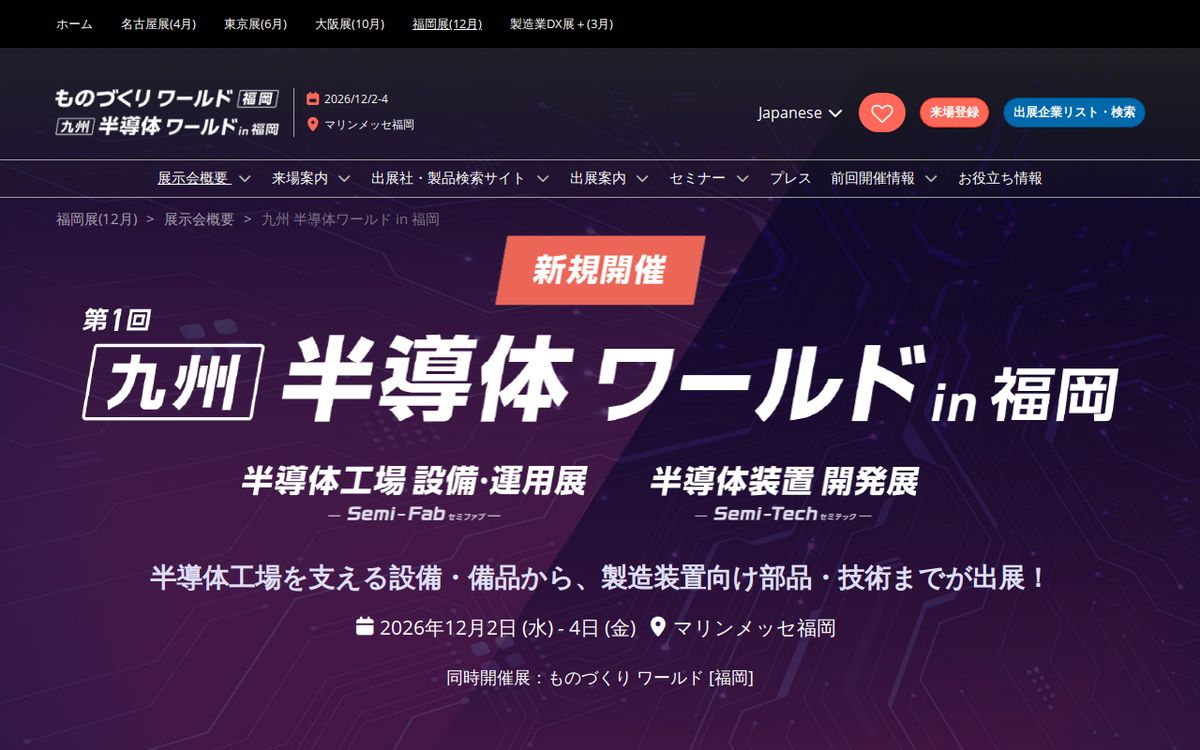 ホーム 名古屋展(4月) 東京展(6月) 大阪展(10月) 福岡展(12月) 製造業DX展＋(3月)
ものづくり ワールド 福岡
九州 半導体 ワールド in 福岡
2026/12/2-4
マリンメッセ福岡
Japanese
来場登録
出展企業リスト・検索
展示会概要 来場案内 出展社・製品検索サイト 出展案内 セミナー プレス 前回開催情報 お役立ち情報
福岡展(12月) > 展示会概要 > 九州 半導体ワールド in 福岡
新規開催
第1回
九州 半導体 ワールド in 福岡
半導体工場 設備・運用展
― Semi-Fab セミファブ ―
半導体装置 開発展
― Semi-Tech セミテック ―
半導体工場を支える設備・備品から、製造装置向け部品・技術までが出展！
2026年12月2日 (水) - 4日 (金) マリンメッセ福岡
同時開催展：ものづくり ワールド [福岡]